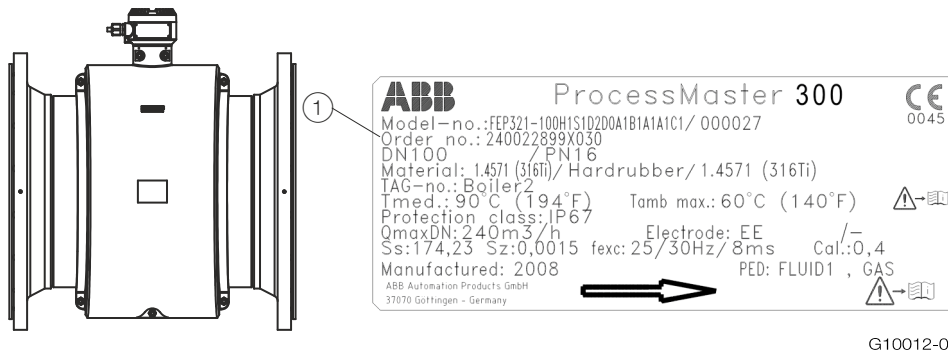 1
ABB ProcessMaster 300
CE 0045
Model-no.:FEP321-100H1S1D2D0A1B1A1A1C1/ 000027
Order no.: 240022899X030
DN100 / PN16
Material: 1.4571 (316Ti)/ Hardrubber/ 1.4571 (316Ti)
TAG-no.: Boiler2
Tmed.: 90°C (194°F) Tamb max.: 60°C (140°F)
Protection class: IP67
QmaxDN: 240m3/h Electrode: EE /-
Ss:174,23 Sz:0,0015 fexc: 25/30Hz/ 8ms Cal.:0,4
Manufactured: 2008 PED: FLUID1 , GAS
ABB Automation Products GmbH
37070 Göttingen - Germany
G10012-0